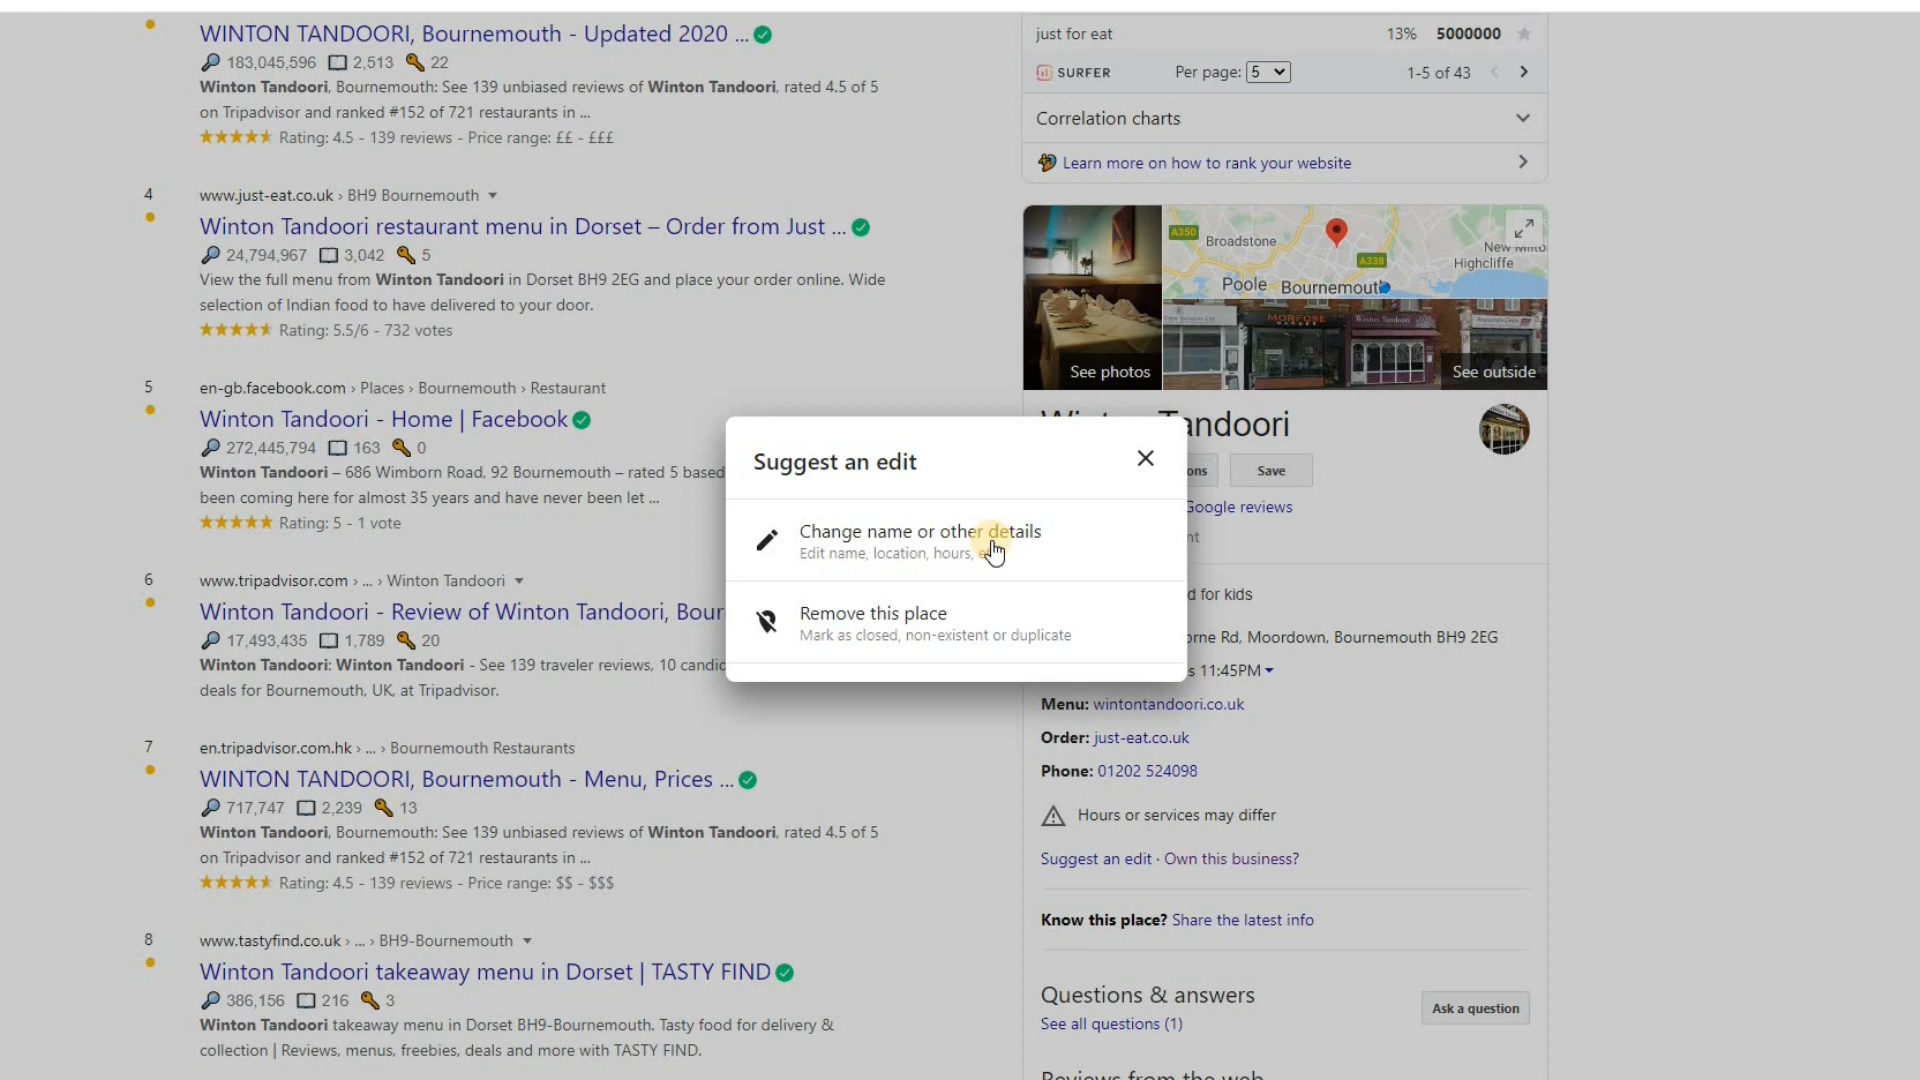 WINTON TANDOORI, Bournemouth - Updated 2020 ...
183,045,596 2,513 22
Winton Tandoori, Bournemouth: See 139 unbiased reviews of Winton Tandoori, rated 4.5 of 5
on Tripadvisor and ranked #152 of 721 restaurants in ...
Rating: 4.5 - 139 reviews - Price range: ££ - £££
4 www.just-eat.co.uk › BH9 Bournemouth
Winton Tandoori restaurant menu in Dorset – Order from Just ...
24,794,967 3,042 5
View the full menu from Winton Tandoori in Dorset BH9 2EG and place your order online. Wide
selection of Indian food to have delivered to your door.
Rating: 5.5/6 - 732 votes
5 en-gb.facebook.com › Places › Bournemouth › Restaurant
Winton Tandoori - Home | Facebook
272,445,794 163 0
Winton Tandoori – 686 Wimborn Road, 92 Bournemouth – rated 5 based
been coming here for almost 35 years and have never been let ...
Rating: 5 - 1 vote
6 www.tripadvisor.com › ... › Winton Tandoori
Winton Tandoori - Review of Winton Tandoori, Bour
17,493,435 1,789 20
Winton Tandoori: Winton Tandoori - See 139 traveler reviews, 10 candid
deals for Bournemouth, UK, at Tripadvisor.
7 en.tripadvisor.com.hk › ... › Bournemouth Restaurants
WINTON TANDOORI, Bournemouth - Menu, Prices ...
717,747 2,239 13
Winton Tandoori, Bournemouth: See 139 unbiased reviews of Winton Tandoori, rated 4.5 of 5
on Tripadvisor and ranked #152 of 721 restaurants in ...
Rating: 4.5 - 139 reviews - Price range: $$ - $$$
8 www.tastyfind.co.uk › ... › BH9-Bournemouth
Winton Tandoori takeaway menu in Dorset | TASTY FIND
386,156 216 3
Winton Tandoori takeaway menu in Dorset BH9-Bournemouth. Tasty food for delivery &
collection | Reviews, menus, freebies, deals and more with TASTY FIND.
Suggest an edit
Change name or other details
Edit name, location, hours,
Remove this place
Mark as closed, non-existent or duplicate
just for eat 13% 5000000
SURFER Per page: 5 1-5 of 43
Correlation charts
Learn more on how to rank your website
A350 Broadstone
New Milto
A338 Highcliffe
Poole Bournemouth
MORFOSE
Winton Tandoori
See photos
See outside
Winton Tandoori
ons Save
Google reviews
nt
d for kids
orne Rd, Moordown, Bournemouth BH9 2EG
s 11:45PM
Menu: wintontandoori.co.uk
Order: just-eat.co.uk
Phone: 01202 524098
Hours or services may differ
Suggest an edit · Own this business?
Know this place? Share the latest info
Questions & answers
See all questions (1)
Ask a question
Reviews from the web